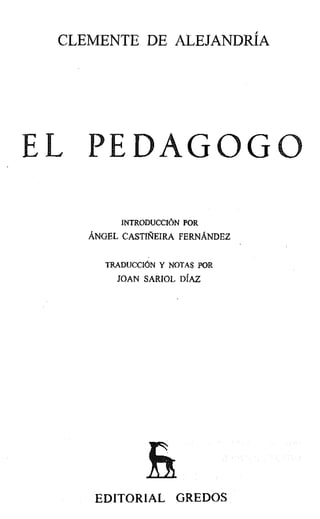 CLEMENTE DE ALEJANDRÍA
EL PEDAGOGO
INTRODUCCIÓN POR
ÁNGEL CASTIÑEIRA FERNÁNDEZ
TRADUCCIÓN Y NOTAS POR
JOAN SARIOL DÍAZ
EDITORIAL GREDOS